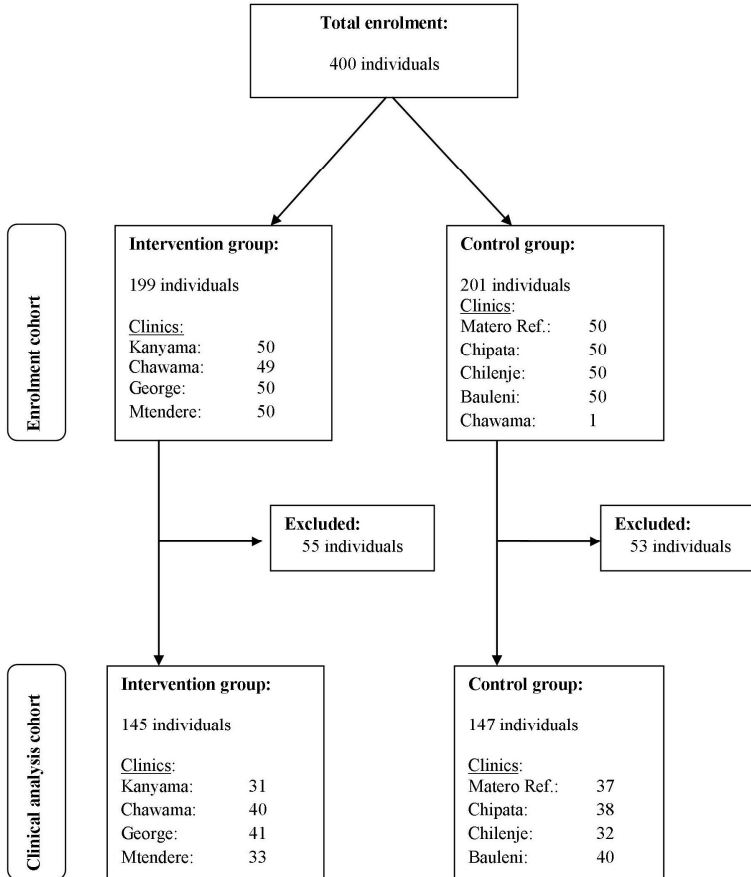 Total enrolment:
400 individuals
Enrolment cohort
Intervention group:
199 individuals
Clinics:
Kanyama: 50
Chawama: 49
George: 50
Mtendere: 50
Control group:
201 individuals
Clinics:
Matero Ref.: 50
Chipata: 50
Chilenje: 50
Bauleni: 50
Chawama: 1
Excluded:
55 individuals
Excluded:
53 individuals
Clinical analysis cohort
Intervention group:
145 individuals
Clinics:
Kanyama: 31
Chawama: 40
George: 41
Mtendere: 33
Control group:
147 individuals
Clinics:
Matero Ref.: 37
Chipata: 38
Chilenje: 32
Bauleni: 40